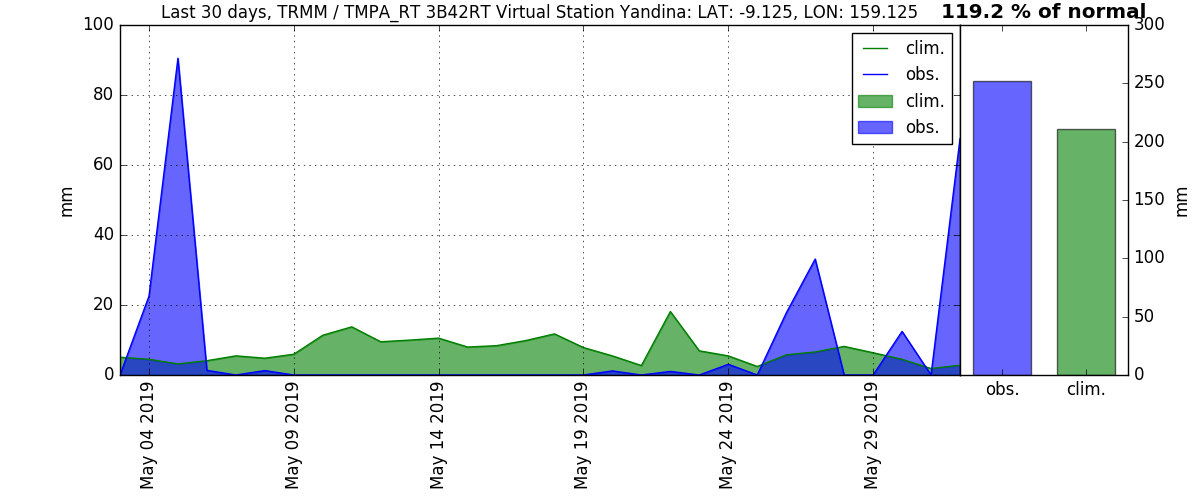 Last 30 days, TRMM / TMPA_RT 3B42RT Virtual Station Yandina: LAT: -9.125, LON: 159.125
119.2 % of normal
100
80
60
40
20
0
mm
clim.
obs.
clim.
obs.
300
250
200
150
100
50
0
mm
obs.
clim.
May 04 2019
May 09 2019
May 14 2019
May 19 2019
May 24 2019
May 29 2019